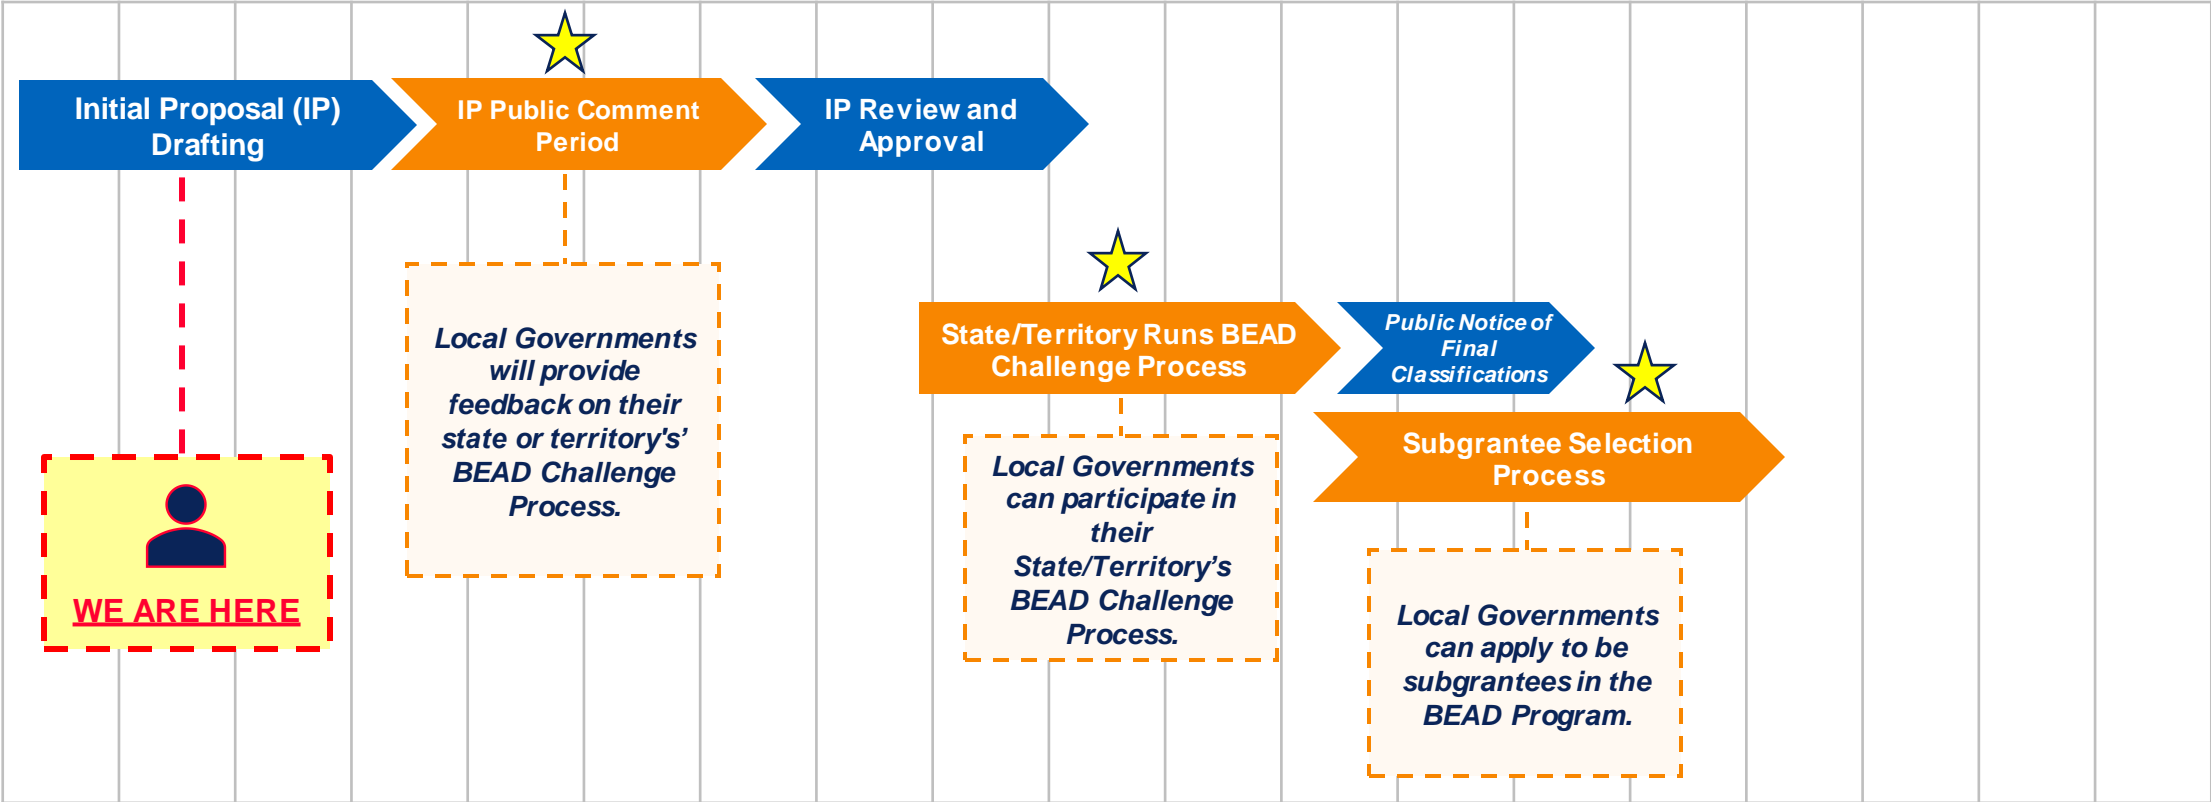 Initial Proposal (IP)
Drafting
IP Public Comment
Period
IP Review and
Approval
Local Governments
will provide
feedback on their
state or territory's’
BEAD Challenge
Process.
WE ARE HERE
State/Territory Runs BEAD
Challenge Process
Public Notice of
Final
Classifications
Subgrantee Selection
Process
Local Governments
can participate in
their
State/Territory’s
BEAD Challenge
Process.
Local Governments
can apply to be
subgrantees in the
BEAD Program.